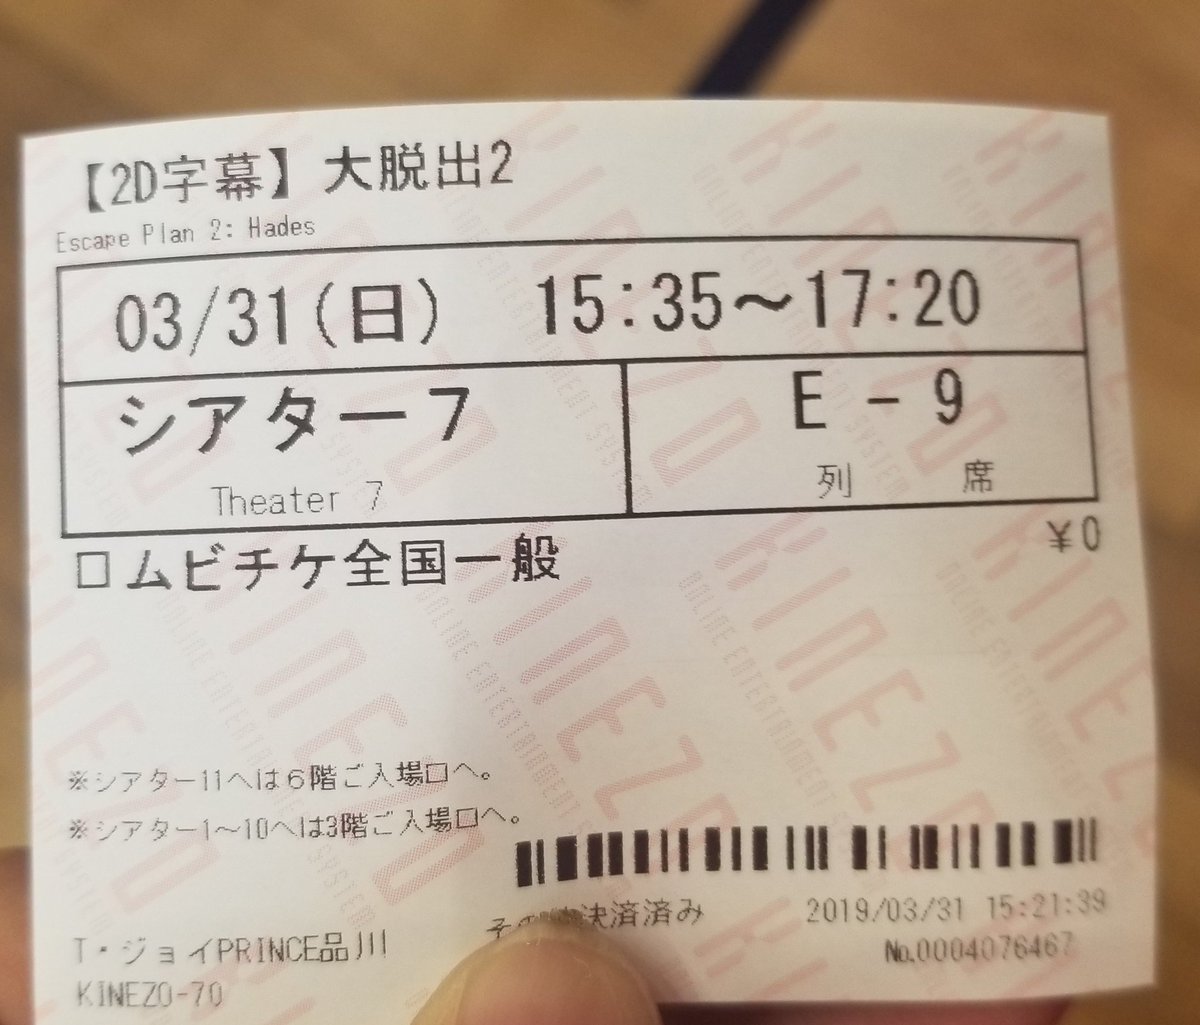 【2D字幕】大脱出2
Escape Plan 2: Hades
03/31(日) 15:35～17:20
シアター7
Theater 7
E - 9
列 席
¥0
□ムビチケ全国一般
※シアター11へは6階ご入場口へ。
※シアター1～10へは3階ご入場口へ。
決済済み
2019/03/31 15:21:39
No.0004076467
T・ジョイPRINCE品川
KINEZO-70
KINEZO
ONLINE ENTERTAINMENT SYSTEM